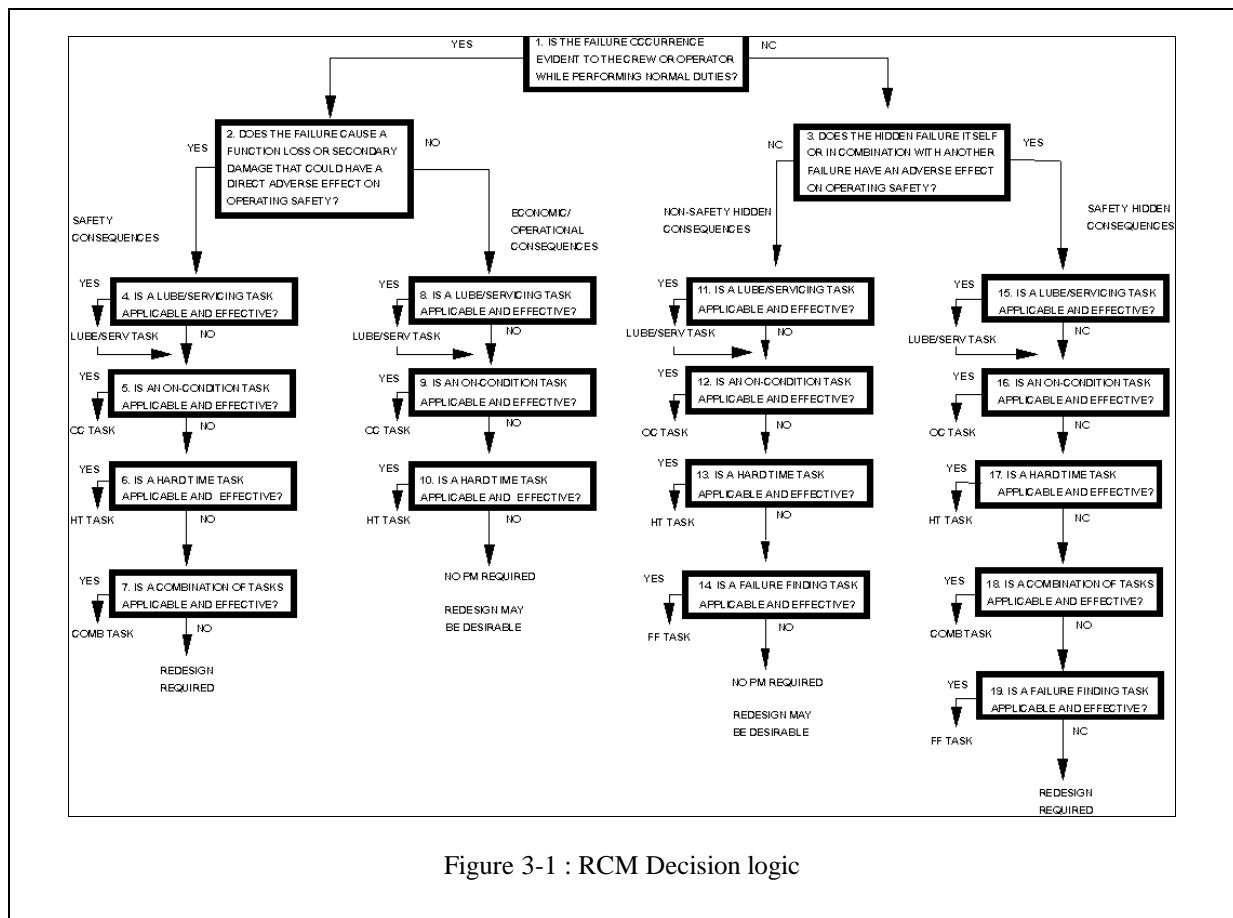 YES
1. IS THE FAILURE OCCURRENCE
EVIDENT TO THE CREW OR OPERATOR
WHILE PERFORMING NORMAL DUTIES?
NC
YES
2. DOES THE FAILURE CAUSE A
FUNCTION LOSS OR SECONDARY
DAMAGE THAT COULD HAVE A
DIRECT ADVERSE EFFECT ON
OPERATING SAFETY?
NO
NC
3. DOES THE HIDDEN FAILURE ITSELF
OR IN COMBINATION WITH ANOTHER
FAILURE HAVE AN ADVERSE EFFECT
ON OPERATING SAFETY?
YES
SAFETY
CONSEQUENCES
ECONOMIC/
OPERATIONAL
CONSEQUENCES
NON-SAFETY HIDDEN
CONSEQUENCES
SAFETY HIDDEN
CONSEQUENCES
YES
4. IS A LUBE/SERVICING TASK
APPLICABLE AND EFFECTIVE?
LUBE/SERV TASK
NO
YES
5. IS AN ON-CONDITION TASK
APPLICABLE AND EFFECTIVE?
OC TASK
NO
YES
6. IS A HARD TIME TASK
APPLICABLE AND EFFECTIVE?
HT TASK
NO
YES
7. IS A COMBINATION OF TASKS
APPLICABLE AND EFFECTIVE?
COMB TASK
NO
REDESIGN
REQUIRED
YES
8. IS A LUBE/SERVICING TASK
APPLICABLE AND EFFECTIVE?
LUBE/SERV TASK
NO
YES
9. IS AN ON-CONDITION TASK
APPLICABLE AND EFFECTIVE?
OC TASK
NO
YES
10. IS A HARD TIME TASK
APPLICABLE AND EFFECTIVE?
HT TASK
NO
NO PM REQUIRED
REDESIGN MAY
BE DESIRABLE
YES
11. IS A LUBE/SERVICING TASK
APPLICABLE AND EFFECTIVE?
LUBE/SERV TASK
NO
YES
12. IS AN ON-CONDITION TASK
APPLICABLE AND EFFECTIVE?
OC TASK
NO
YES
13. IS A HARD TIME TASK
APPLICABLE AND EFFECTIVE?
HT TASK
NO
YES
14. IS A FAILURE FINDING TASK
APPLICABLE AND EFFECTIVE?
FF TASK
NO
NO PM REQUIRED
REDESIGN MAY
BE DESIRABLE
YES
15. IS A LUBE/SERVICING TASK
APPLICABLE AND EFFECTIVE?
LUBE/SERV TASK
NC
YES
16. IS AN ON-CONDITION TASK
APPLICABLE AND EFFECTIVE?
OC TASK
NC
YES
17. IS A HARD TIME TASK
APPLICABLE AND EFFECTIVE?
HT TASK
NC
YES
18. IS A COMBINATION OF TASKS
APPLICABLE AND EFFECTIVE?
COMB TASK
NO
YES
19. IS A FAILURE FINDING TASK
APPLICABLE AND EFFECTIVE?
FF TASK
NC
REDESIGN
REQUIRED
Figure 3-1 : RCM Decision logic